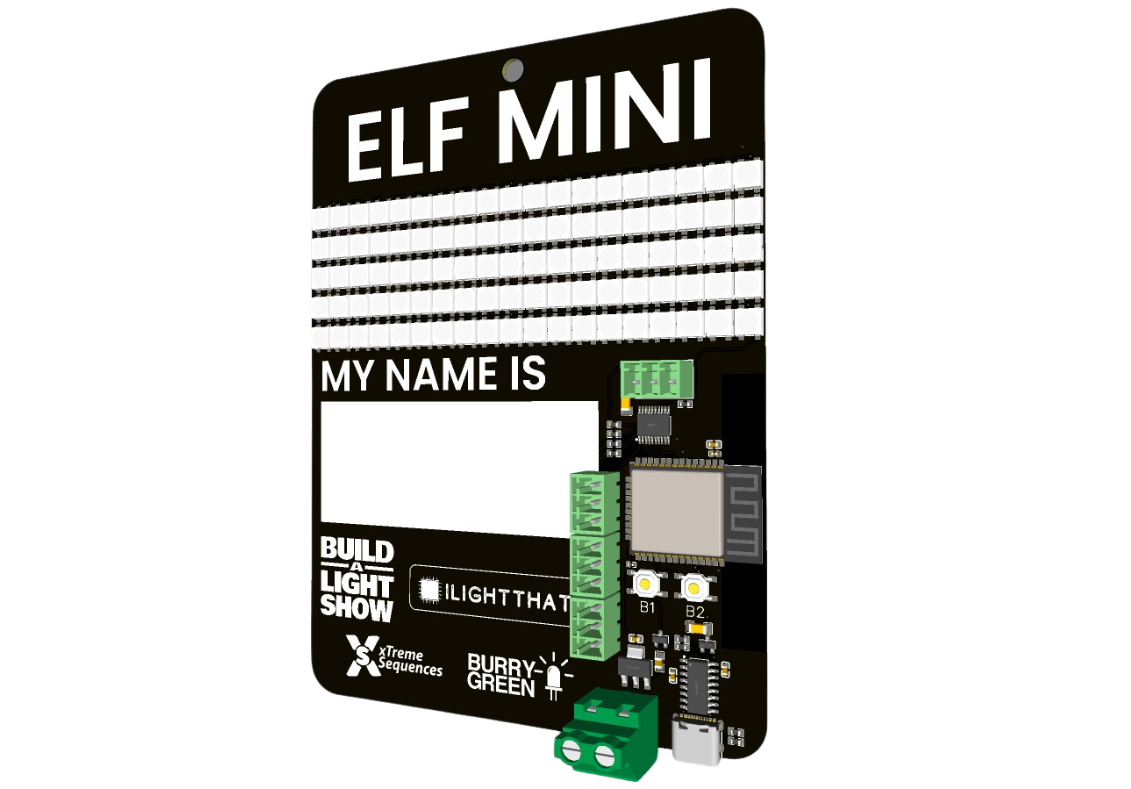 ELF MINI
MY NAME IS
BUILD
A
LIGHT
SHOW
ILIGHTTHAT
xTreme
Sequences
BURRY
GREEN
B1
B2